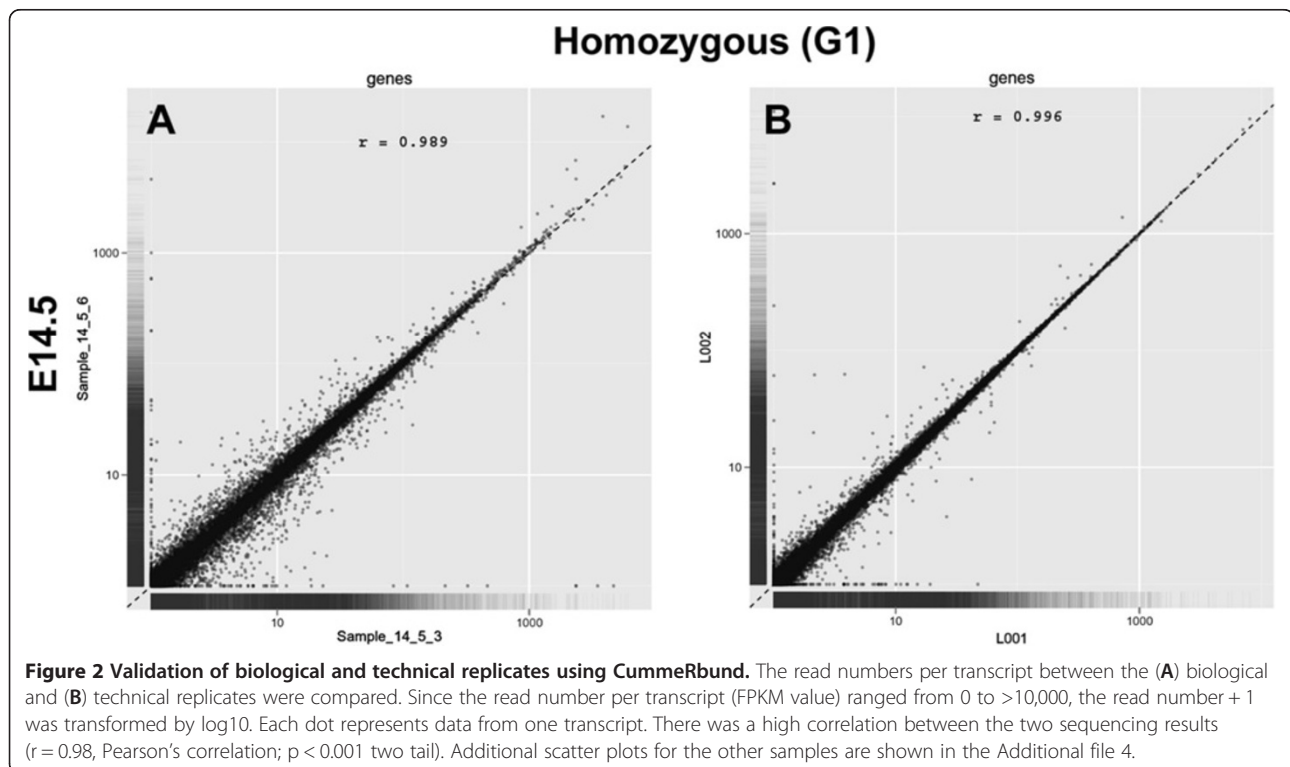 Homozygous (G1)
genes
A
r = 0.989
1000
10
E14.5
Sample_14_5_6
10
1000
Sample_14_5_3
genes
B
r = 0.996
1000
10
L002
10
1000
L001
Figure 2 Validation of biological and technical replicates using CummeRbund. The read numbers per transcript between the (A) biological
and (B) technical replicates were compared. Since the read number per transcript (FPKM value) ranged from 0 to >10,000, the read number + 1
was transformed by log10. Each dot represents data from one transcript. There was a high correlation between the two sequencing results
(r = 0.98, Pearson's correlation; p < 0.001 two tail). Additional scatter plots for the other samples are shown in the Additional file 4.